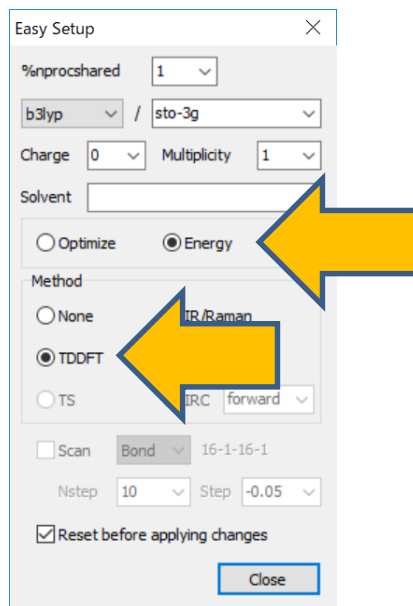 Easy Setup
%nprocshared 1
b3lyp / sto-3g
Charge 0 Multiplicity 1
Solvent
Optimize Energy
Method
None IR/Raman
TDDFT
TS IRC forward
Scan Bond 16-1-16-1
Nstep 10 Step -0.05
Reset before applying changes
Close